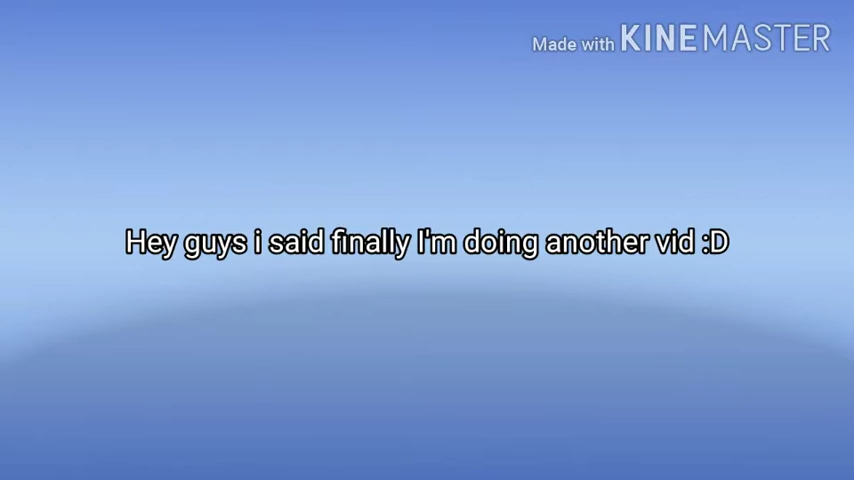 Made with KINEMASTER
Hey guys i said finally I'm doing another vid :D